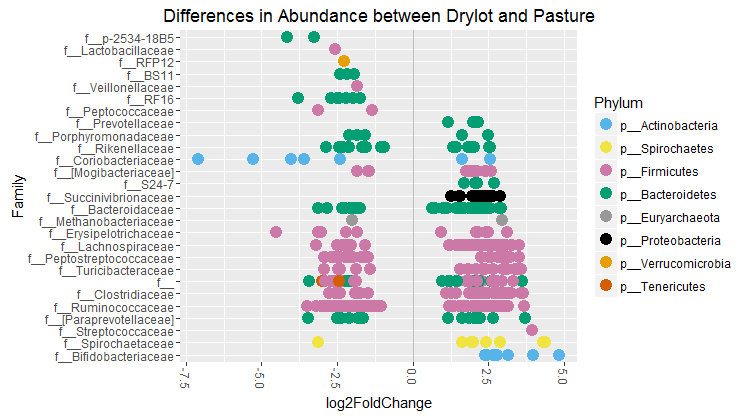 Differences in Abundance between Drylot and Pasture
Family
f__p-2534-18B5
f__Lactobacillaceae
f__RFP12
f__BS11
f__Veillonellaceae
f__RF16
f__Peptococcaceae
f__Prevotellaceae
f__Porphyromonadaceae
f__Rikenellaceae
f__Coriobacteriaceae
f__[Mogibacteriaceae]
f__S24-7
f__Succinivibrionaceae
f__Bacteroidaceae
f__Methanobacteriaceae
f__Erysipelotrichaceae
f__Lachnospiraceae
f__Peptostreptococcaceae
f__Turicibacteraceae
f__
f__Clostridiaceae
f__Ruminococcaceae
f__[Paraprevotellaceae]
f__Streptococcaceae
f__Spirochaetaceae
f__Bifidobacteriaceae
-7.5 -5.0 -2.5 0.0 2.5 5.0
log2FoldChange
Phylum
p__Actinobacteria
p__Spirochaetes
p__Firmicutes
p__Bacteroidetes
p__Euryarchaeota
p__Proteobacteria
p__Verrucomicrobia
p__Tenericutes